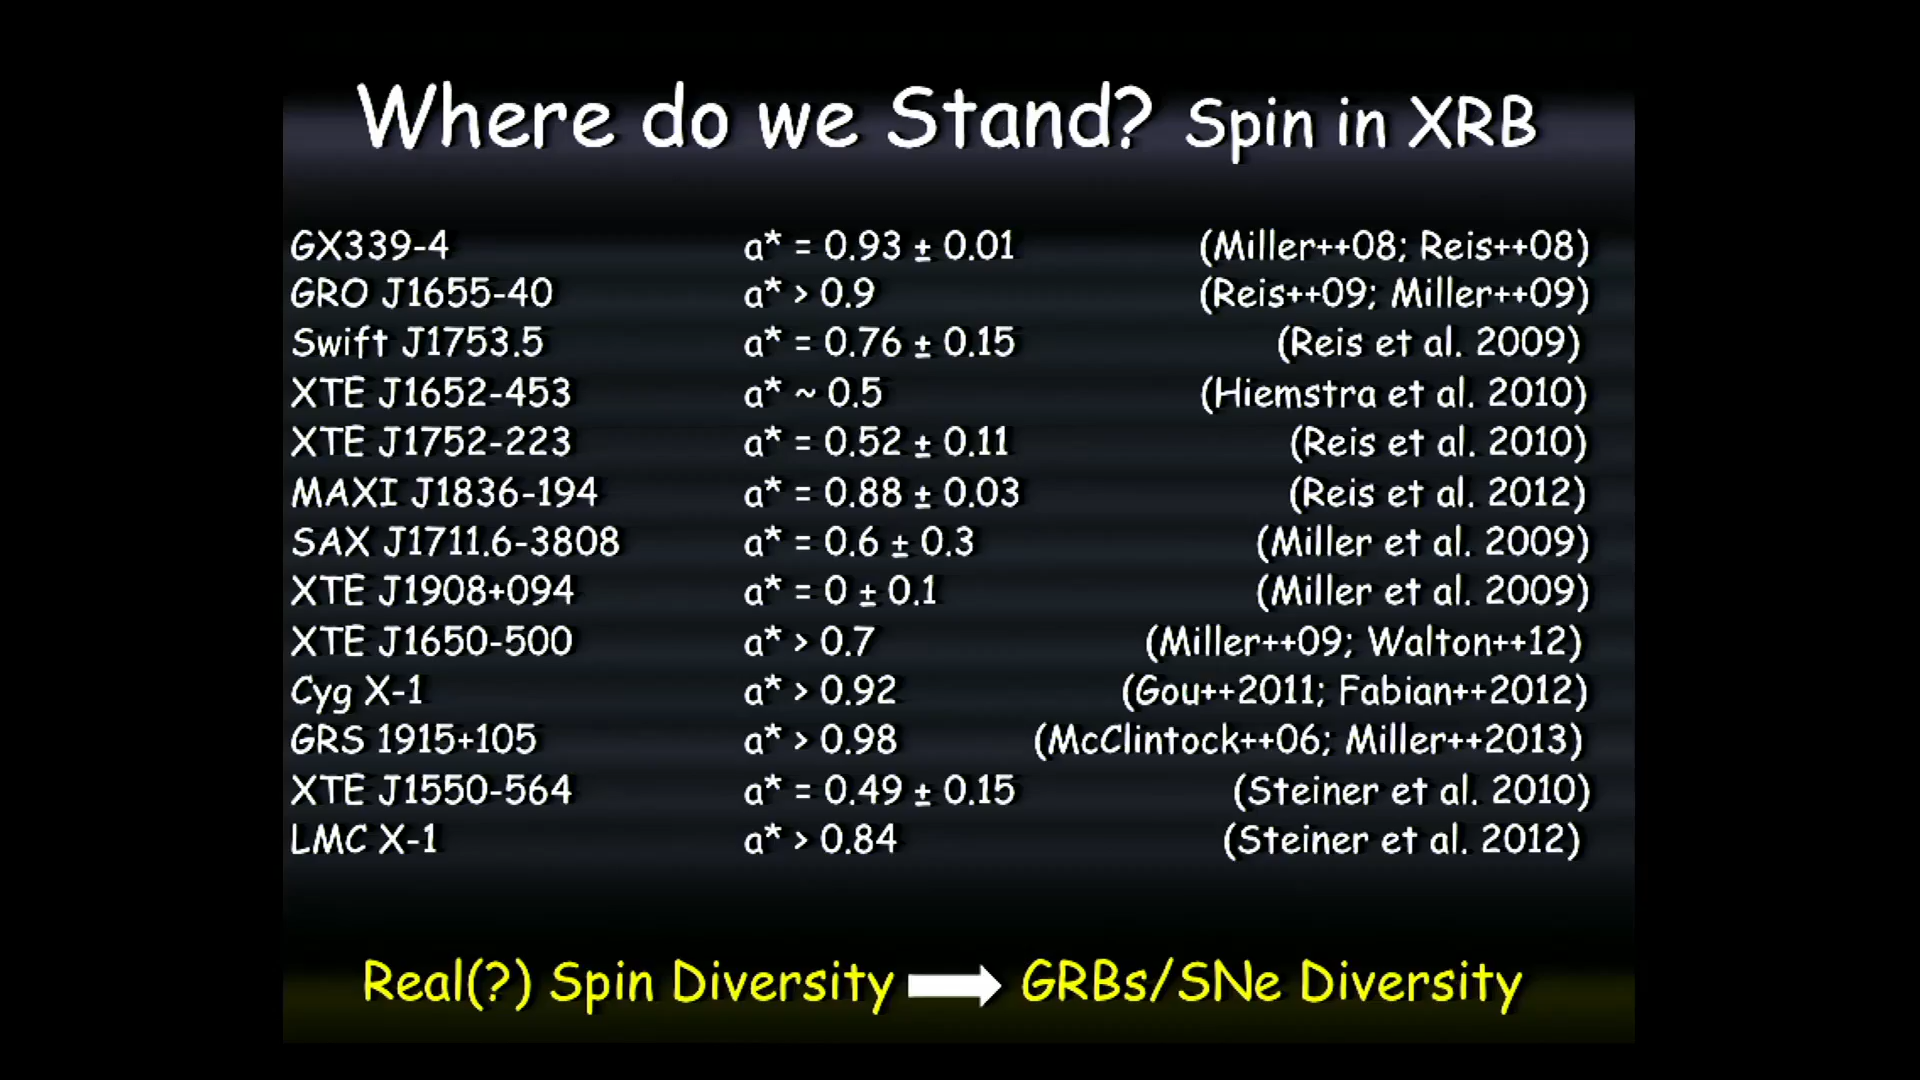 Where do we Stand? Spin in XRB
GX339-4 a* = 0.93 ± 0.01 (Miller++08; Reis++08)
GRO J1655-40 a* > 0.9 (Reis++09; Miller++09)
Swift J1753.5 a* = 0.76 ± 0.15 (Reis et al. 2009)
XTE J1652-453 a* ~ 0.5 (Hiemstra et al. 2010)
XTE J1752-223 a* = 0.52 ± 0.11 (Reis et al. 2010)
MAXI J1836-194 a* = 0.88 ± 0.03 (Reis et al. 2012)
SAX J1711.6-3808 a* = 0.6 ± 0.3 (Miller et al. 2009)
XTE J1908+094 a* = 0 ± 0.1 (Miller et al. 2009)
XTE J1650-500 a* > 0.7 (Miller++09; Walton++12)
Cyg X-1 a* > 0.92 (Gou++2011; Fabian++2012)
GRS 1915+105 a* > 0.98 (McClintock++06; Miller++2013)
XTE J1550-564 a* = 0.49 ± 0.15 (Steiner et al. 2010)
LMC X-1 a* > 0.84 (Steiner et al. 2012)
Real(?) Spin Diversity GRBs/SNe Diversity